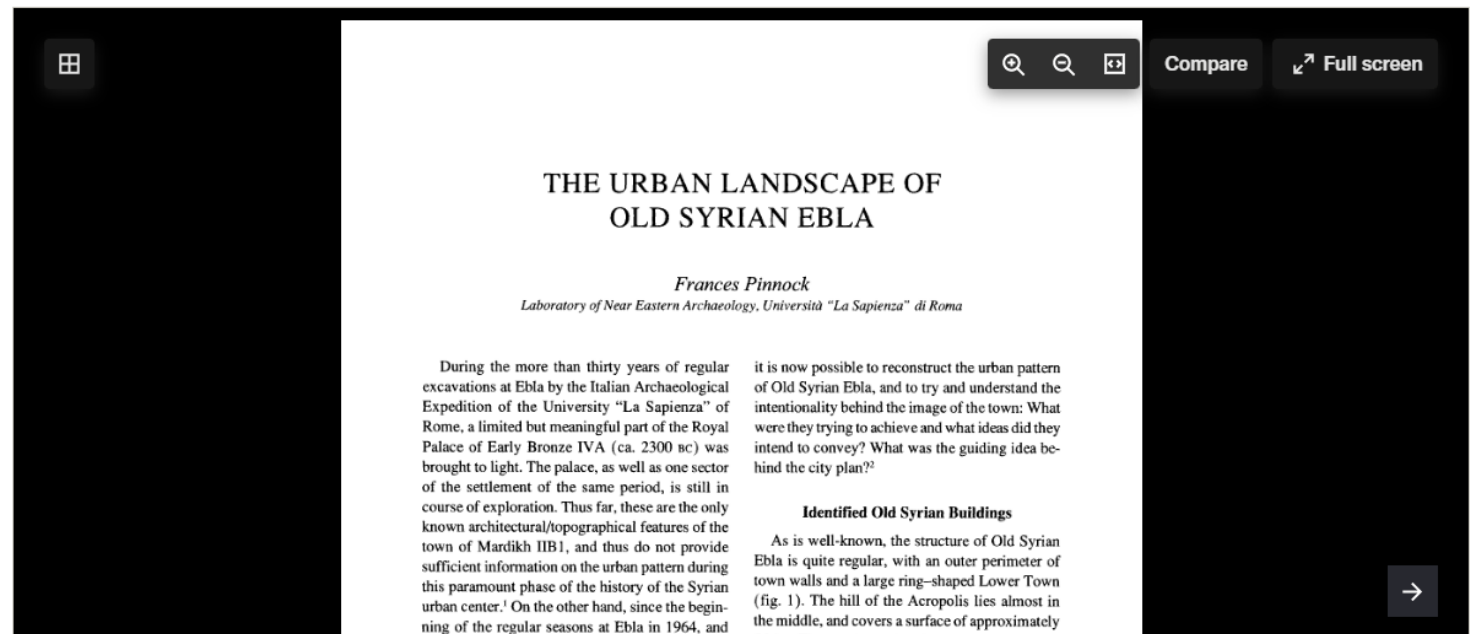 Compare
Full screen
THE URBAN LANDSCAPE OF
OLD SYRIAN EBLA
Frances Pinnock
Laboratory of Near Eastern Archaeology, Università "La Sapienza" di Roma
During the more than thirty years of regular
excavations at Ebla by the Italian Archaeological
Expedition of the University "La Sapienza" of
Rome, a limited but meaningful part of the Royal
Palace of Early Bronze IVA (ca. 2300 BC) was
brought to light. The palace, as well as one sector
of the settlement of the same period, is still in
course of exploration. Thus far, these are the only
known architectural/topographical features of the
town of Mardikh IIB1, and thus do not provide
sufficient information on the urban pattern during
this paramount phase of the history of the Syrian
urban center.¹ On the other hand, since the begin-
ning of the regular seasons at Ebla in 1964, and
it is now possible to reconstruct the urban pattern
of Old Syrian Ebla, and to try and understand the
intentionality behind the image of the town: What
were they trying to achieve and what ideas did they
intend to convey? What was the guiding idea be-
hind the city plan?²
Identified Old Syrian Buildings
As is well-known, the structure of Old Syrian
Ebla is quite regular, with an outer perimeter of
town walls and a large ring–shaped Lower Town
(fig. 1). The hill of the Acropolis lies almost in
the middle, and covers a surface of approximately